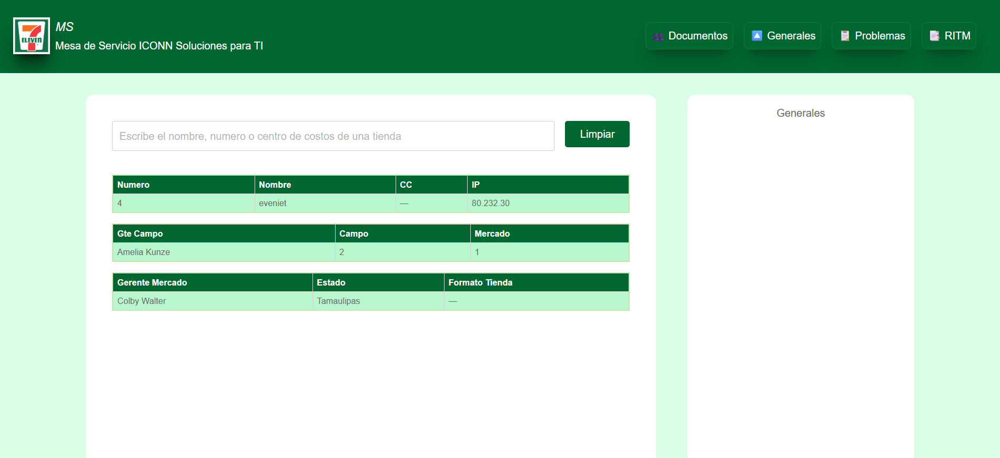 ELEVEN
MS
Mesa de Servicio ICONN Soluciones para TI
Documentos
Generales
Problemas
RITM
Escribe el nombre, numero o centro de costos de una tienda
Limpiar
Numero Nombre CC IP
4 eveniet — 80.232.30
Gte Campo Campo Mercado
Amelia Kunze 2 1
Gerente Mercado Estado Formato Tienda
Colby Walter Tamaulipas —
Generales